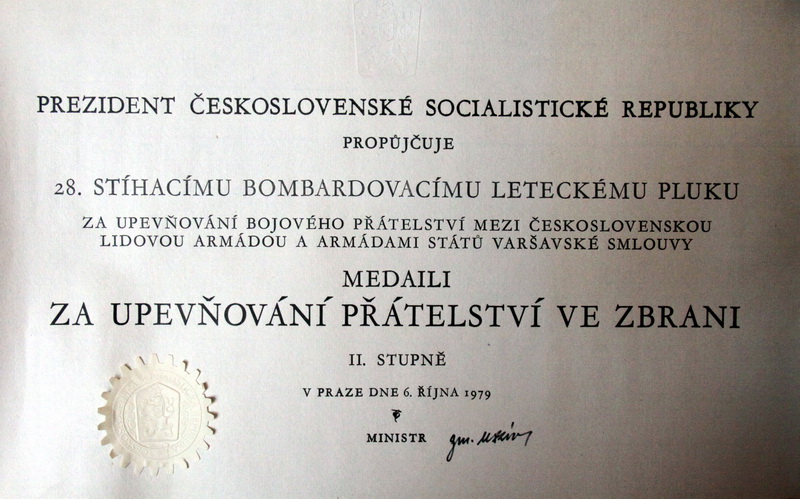 PREZIDENT ČESKOSLOVENSKÉ SOCIALISTICKÉ REPUBLIKY
PROPŮJČUJE
28. STÍHACÍMU BOMBARDOVACÍMU LETECKÉMU PLUKU
ZA UPEVŇOVÁNÍ BOJOVÉHO PŘÁTELSTVÍ MEZI ČESKOSLOVENSKOU
LIDOVOU ARMÁDOU A ARMÁDAMI STÁTŮ VARŠAVSKÉ SMLOUVY
MEDAILI
ZA UPEVŇOVÁNÍ PŘÁTELSTVÍ VE ZBRANI
II. STUPNĚ
V PRAZE DNE 6. ŘÍJNA 1979
MINISTR